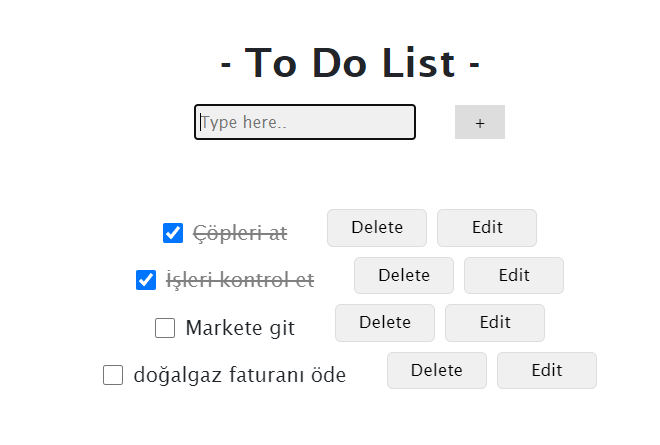 - To Do List -
Type here..
+
Çöpleri at Delete Edit
İşleri kontrol et Delete Edit
Markete git Delete Edit
doğalgaz faturanı öde Delete Edit